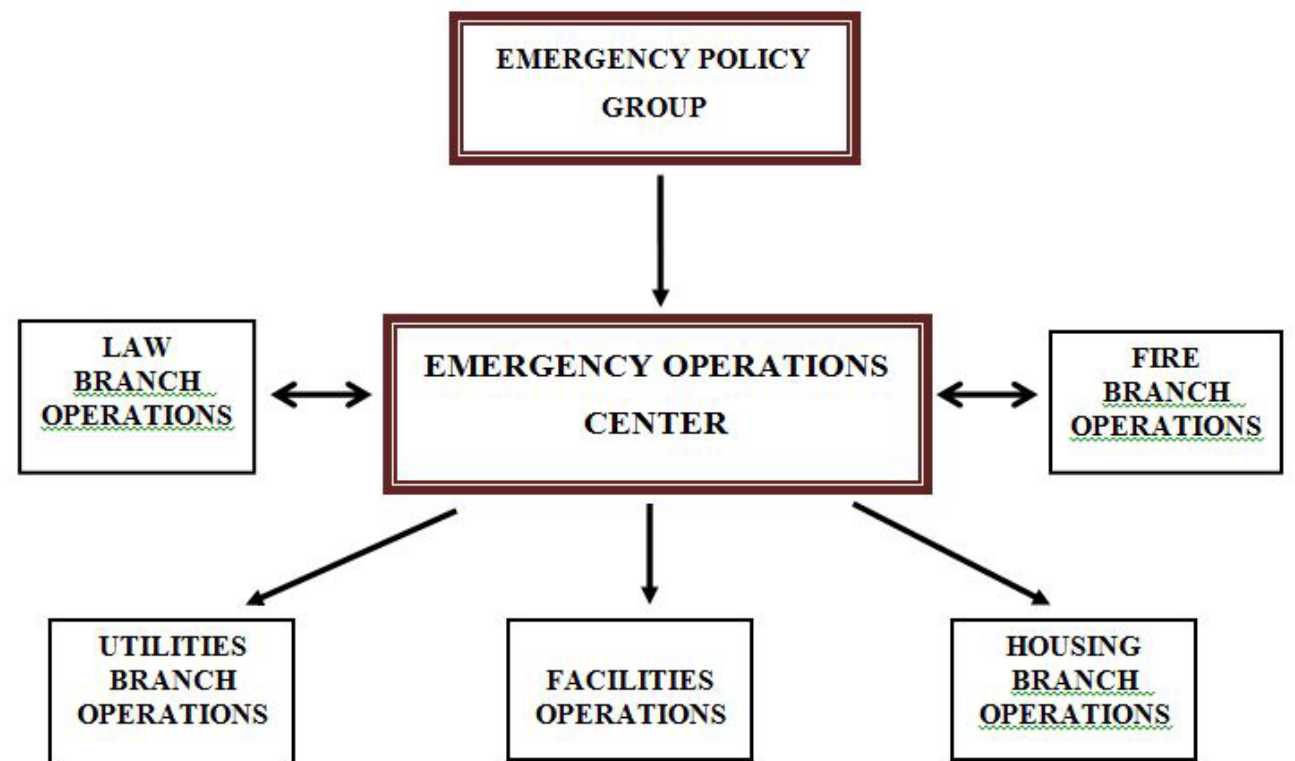 EMERGENCY POLICY
GROUP
LAW
BRANCH
OPERATIONS
EMERGENCY OPERATIONS
CENTER
FIRE
BRANCH
OPERATIONS
UTILITIES
BRANCH
OPERATIONS
FACILITIES
OPERATIONS
HOUSING
BRANCH
OPERATIONS